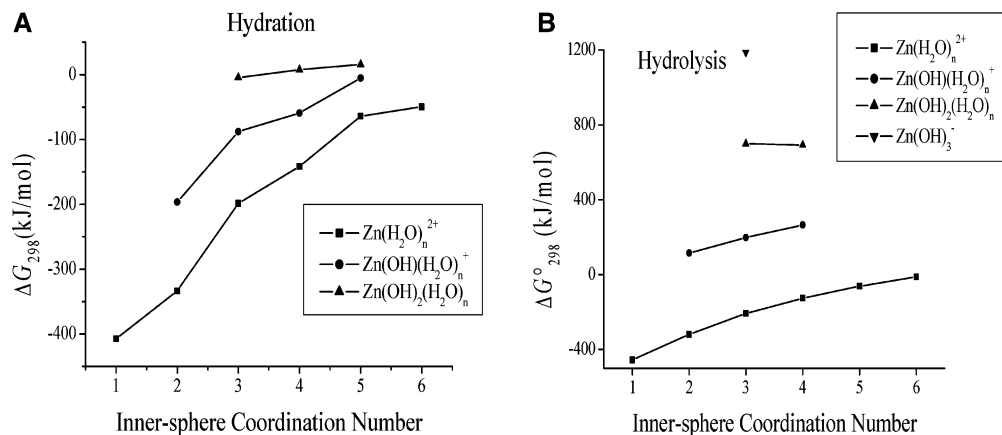 A
Hydration
0
-100
-200
-300
-400
ΔG298(kJ/mol)
Zn(H2O)n2+
Zn(OH)(H2O)n+
Zn(OH)2(H2O)n
1 2 3 4 5 6
Inner-sphere Coordination Number
B
Hydrolysis
1200
800
400
0
-400
ΔG°298 (kJ/mol)
Zn(H2O)n2+
Zn(OH)(H2O)n+
Zn(OH)2(H2O)n
Zn(OH)3-
1 2 3 4 5 6
Inner-sphere Coordination Number